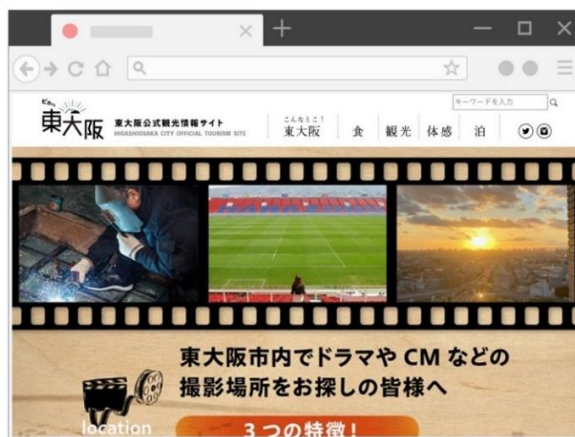 キーワードを入力
ピカッ!
東大阪
東大阪公式観光情報サイト
HIGASHIOSAKA CITY OFFICIAL TOURISM SITE
こんなとこ!
東大阪
食
観光
体感
泊
東大阪市内でドラマや CM などの
撮影場所をお探しの皆様へ
location
3つの特徴!